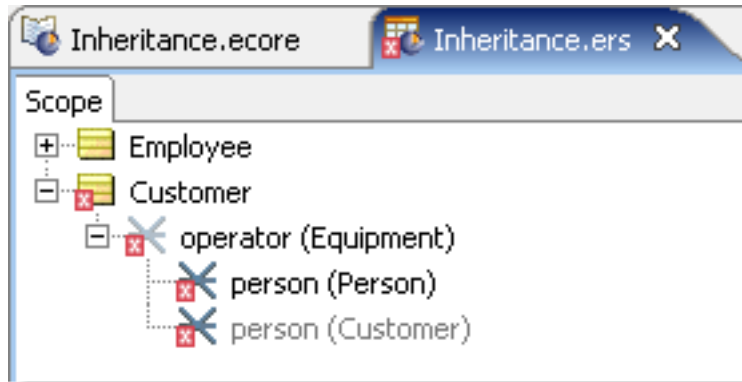 Inheritance.ecore Inheritance.ers
Scope
Employee
Customer
operator (Equipment)
person (Person)
person (Customer)